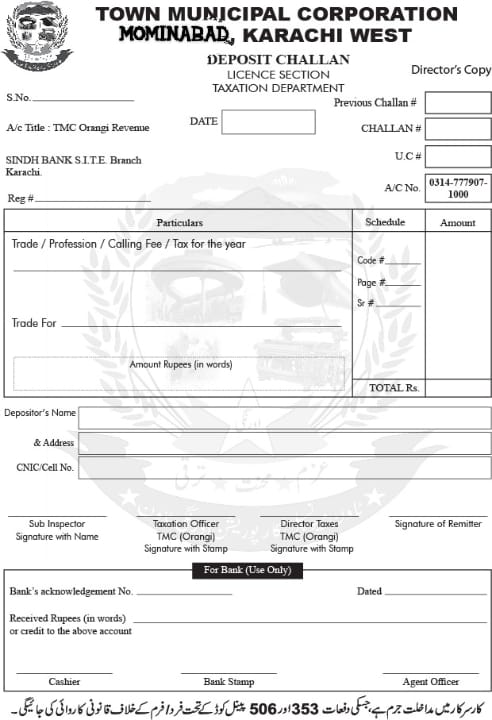 TOWN MUNICIPAL CORPORATION
MOMINABAD, KARACHI WEST
DEPOSIT CHALLAN
LICENCE SECTION
TAXATION DEPARTMENT
Director's Copy
S.No.
Previous Challan #
A/c Title : TMC Orangi Revenue
DATE
CHALLAN #
SINDH BANK S.I.T.E. Branch
Karachi.
U.C #
Reg #
A/C No. 0314-777907-
1000
Particulars Schedule Amount
Trade / Profession / Calling Fee / Tax for the year
Code #
Page #
Sr #
Trade For
Amount Rupees (in words)
TOTAL Rs.
Depositor's Name
& Address
CNIC/Cell No.
عزم - محنت - ترقی
Sub Inspector
Signature with Name
Taxation Officer
TMC (Orangi)
Signature with Stamp
Director Taxes
TMC (Orangi)
Signature with Stamp
Signature of Remitter
For Bank (Use Only)
Bank's acknowledgement No. Dated
Received Rupees (in words)
or credit to the above account
Cashier Bank Stamp Agent Officer
کار سرکار میں مداخلت جرم ہے، جسکی دفعات 353 اور 506 پینل کوڈ کے تحت فرد / فرم کے خلاف قانونی کاروائی کی جائیگی۔